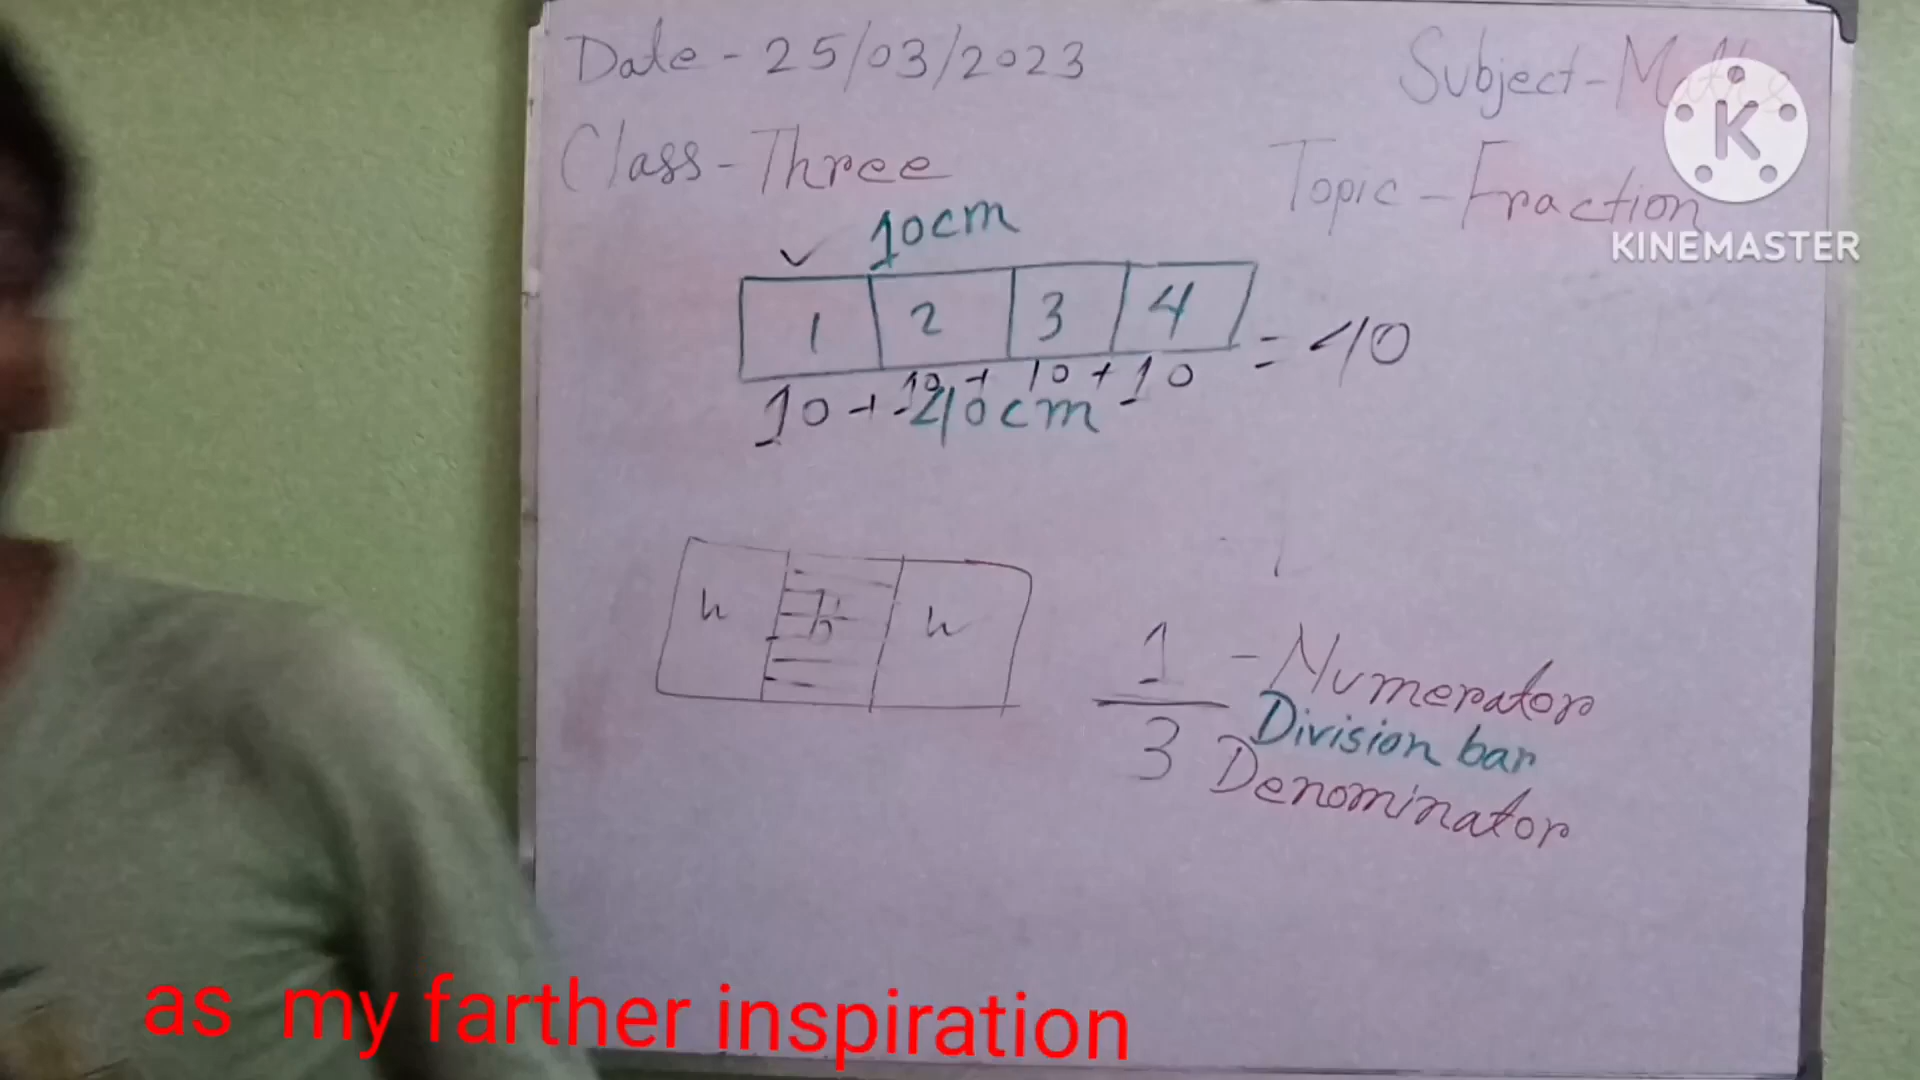 Date - 25/03/2023
Subject - Maths
Class - Three
Topic - Fraction
KINEMASTER
10cm
1 2 3 4
= 40
10 + 10 + 10 + 10
40cm
h h h
1 - Numerator
Division bar
3 Denominator
as my farther inspiration